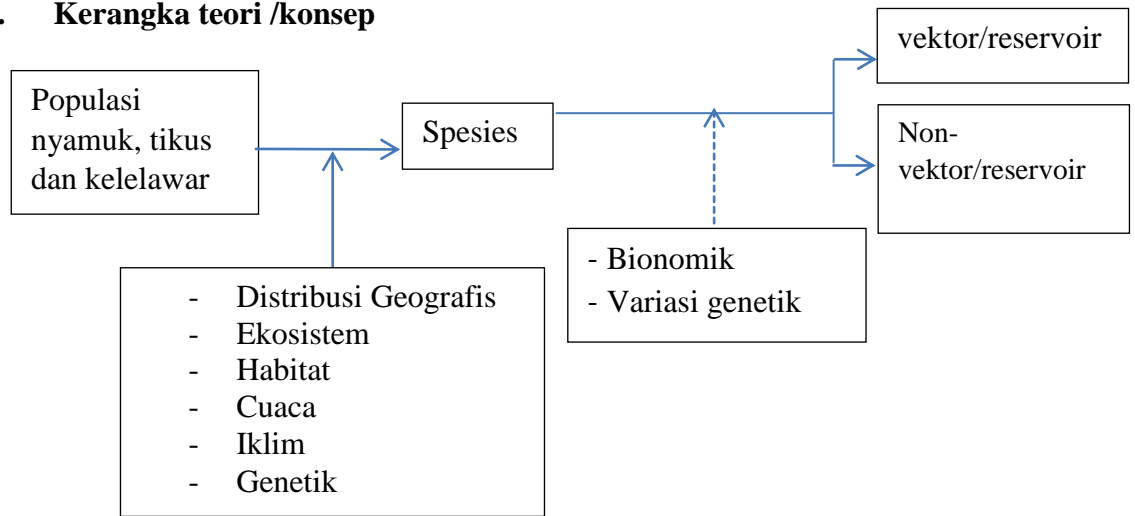 . Kerangka teori /konsep
Populasi
nyamuk, tikus
dan kelelawar
Spesies
vektor/reservoir
Non-
vektor/reservoir
- Distribusi Geografis
- Ekosistem
- Habitat
- Cuaca
- Iklim
- Genetik
- Bionomik
- Variasi genetik